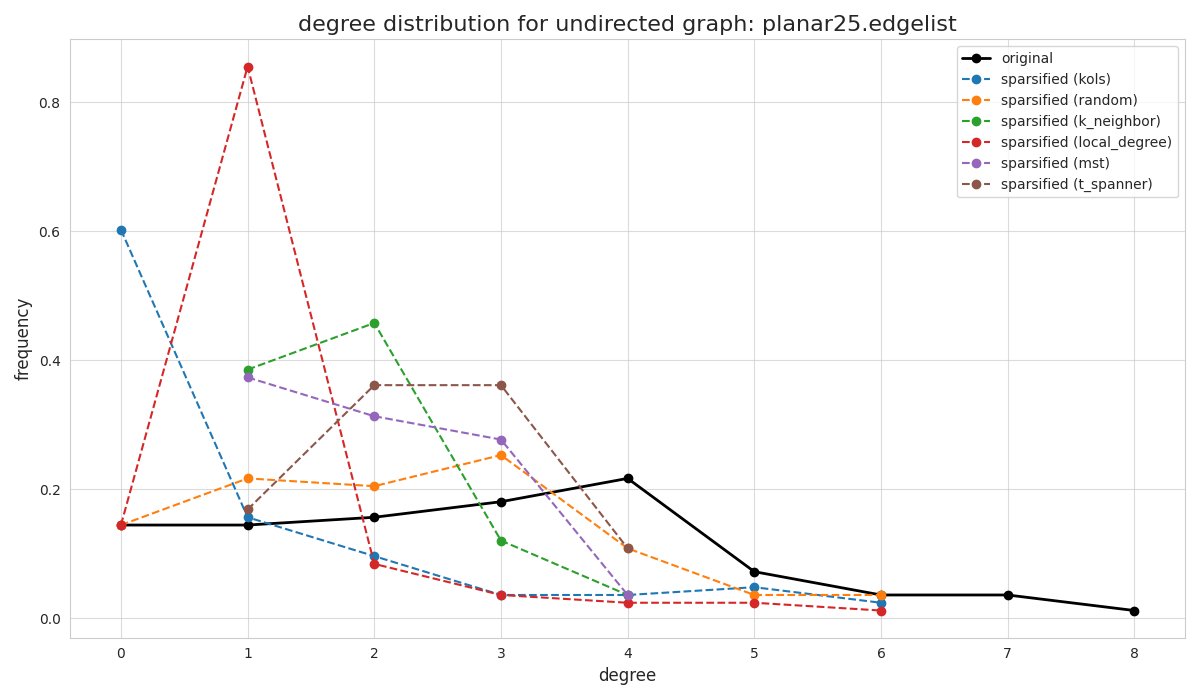 degree distribution for undirected graph: planar25.edgelist
original
sparsified (kols)
sparsified (random)
sparsified (k_neighbor)
sparsified (local_degree)
sparsified (mst)
sparsified (t_spanner)
frequency
0.8
0.6
0.4
0.2
0.0
0 1 2 3 4 5 6 7 8
degree